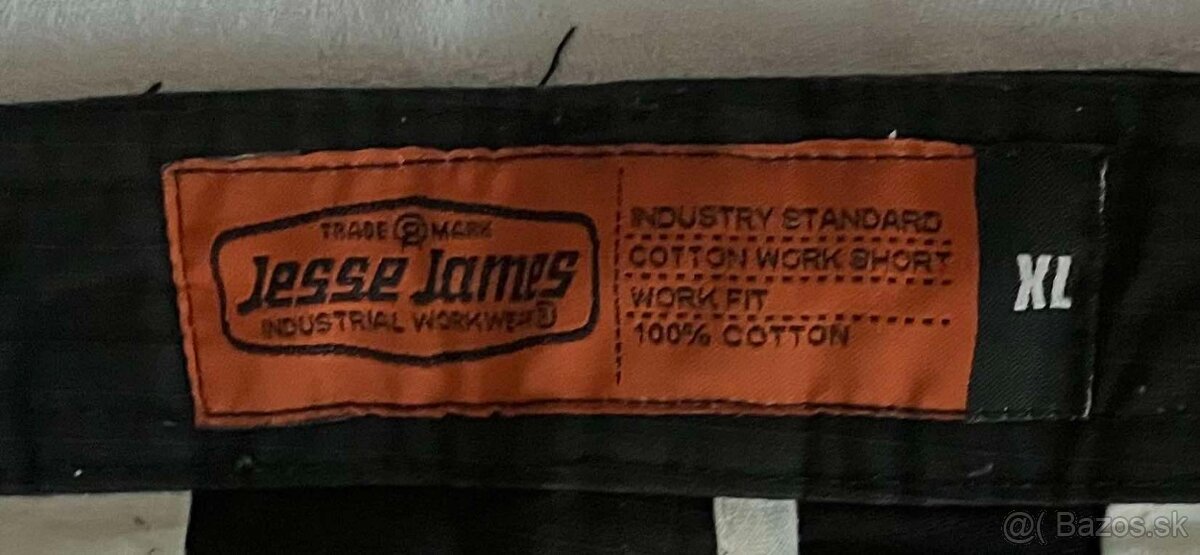 TRADE ® MARK
Jesse James
INDUSTRIAL WORKWEAR
INDUSTRY STANDARD
COTTON WORK SHORT
WORK FIT
100% COTTON
XL
@( Bazos.sk